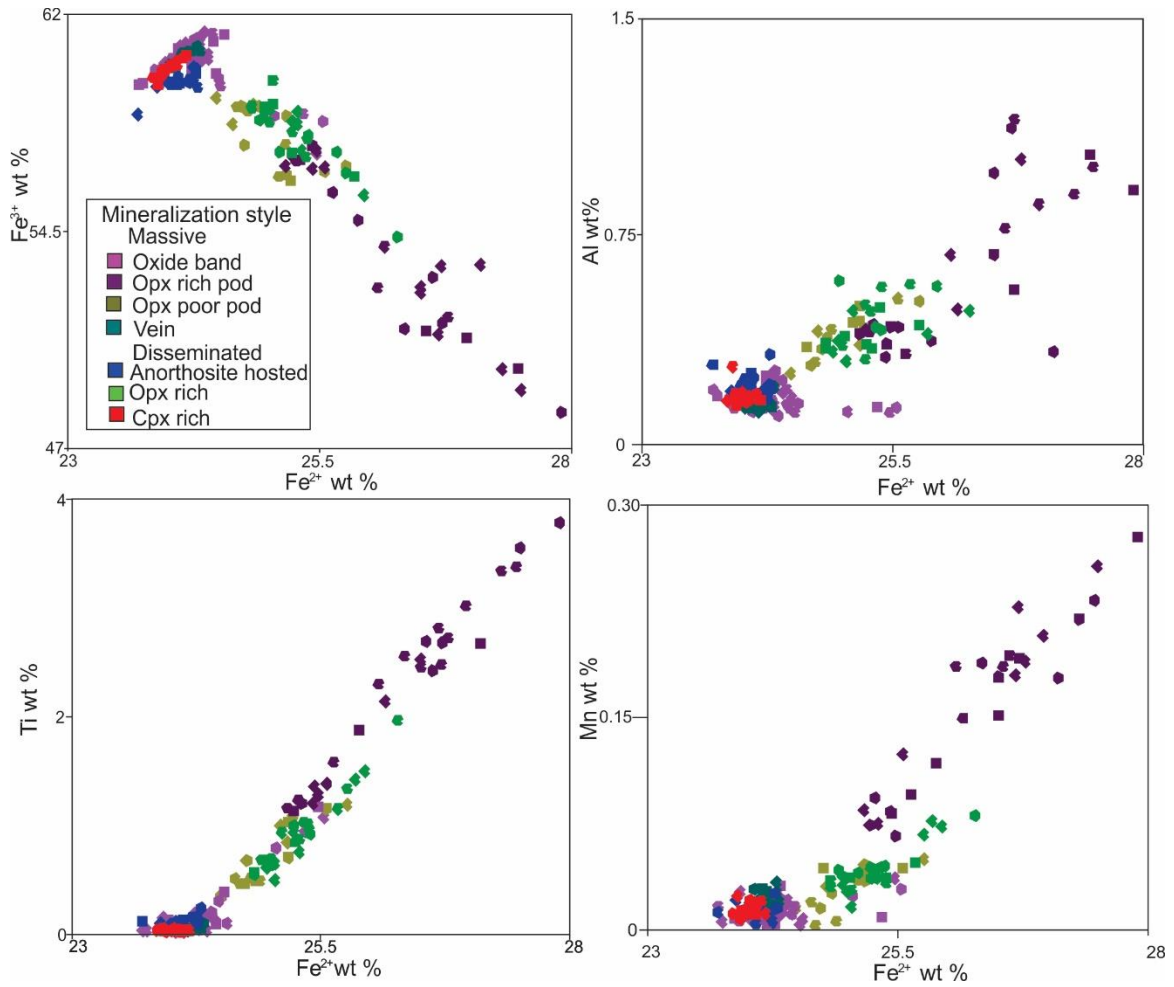 62
Fe³⁺ wt %
54.5
47
23
25.5
28
Fe²⁺ wt %
Mineralization style
Massive
Oxide band
Opx rich pod
Opx poor pod
Vein
Disseminated
Anorthosite hosted
Opx rich
Cpx rich
1.5
Al wt%
0.75
0
23
25.5
28
Fe²⁺ wt %
4
Ti wt %
2
0
23
25.5
28
Fe²⁺wt %
0.30
Mn wt %
0.15
0
23
25.5
28
Fe²⁺ wt %